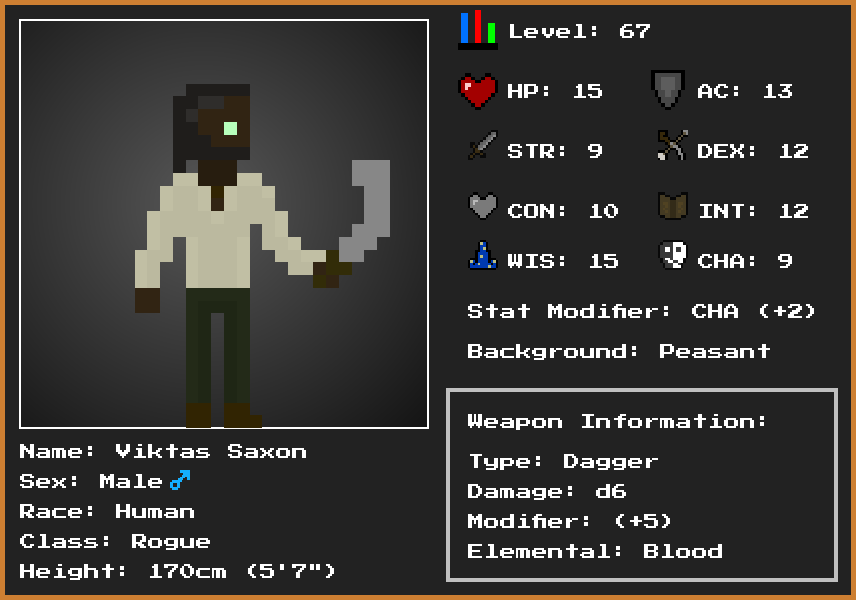 Level: 67
HP: 15 AC: 13
STR: 9 DEX: 12
CON: 10 INT: 12
WIS: 15 CHA: 9
Stat Modifier: CHA (+2)
Background: Peasant
Weapon Information:
Type: Dagger
Damage: d6
Modifier: (+5)
Elemental: Blood
Name: Viktas Saxon
Sex: Male♂
Race: Human
Class: Rogue
Height: 170cm (5'7")